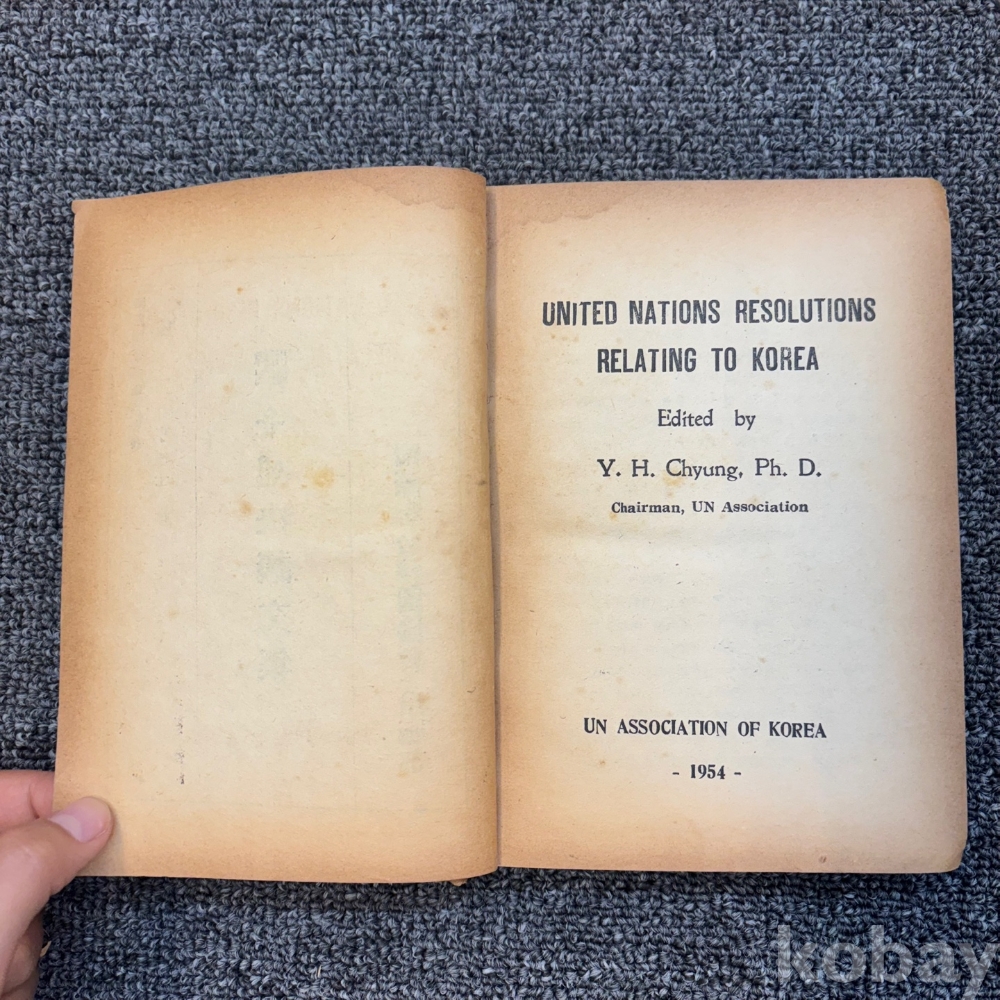 UNITED NATIONS RESOLUTIONS
RELATING TO KOREA
Edited by
Y. H. Chyung, Ph. D.
Chairman, UN Association
UN ASSOCIATION OF KOREA
- 1954 -
kobay